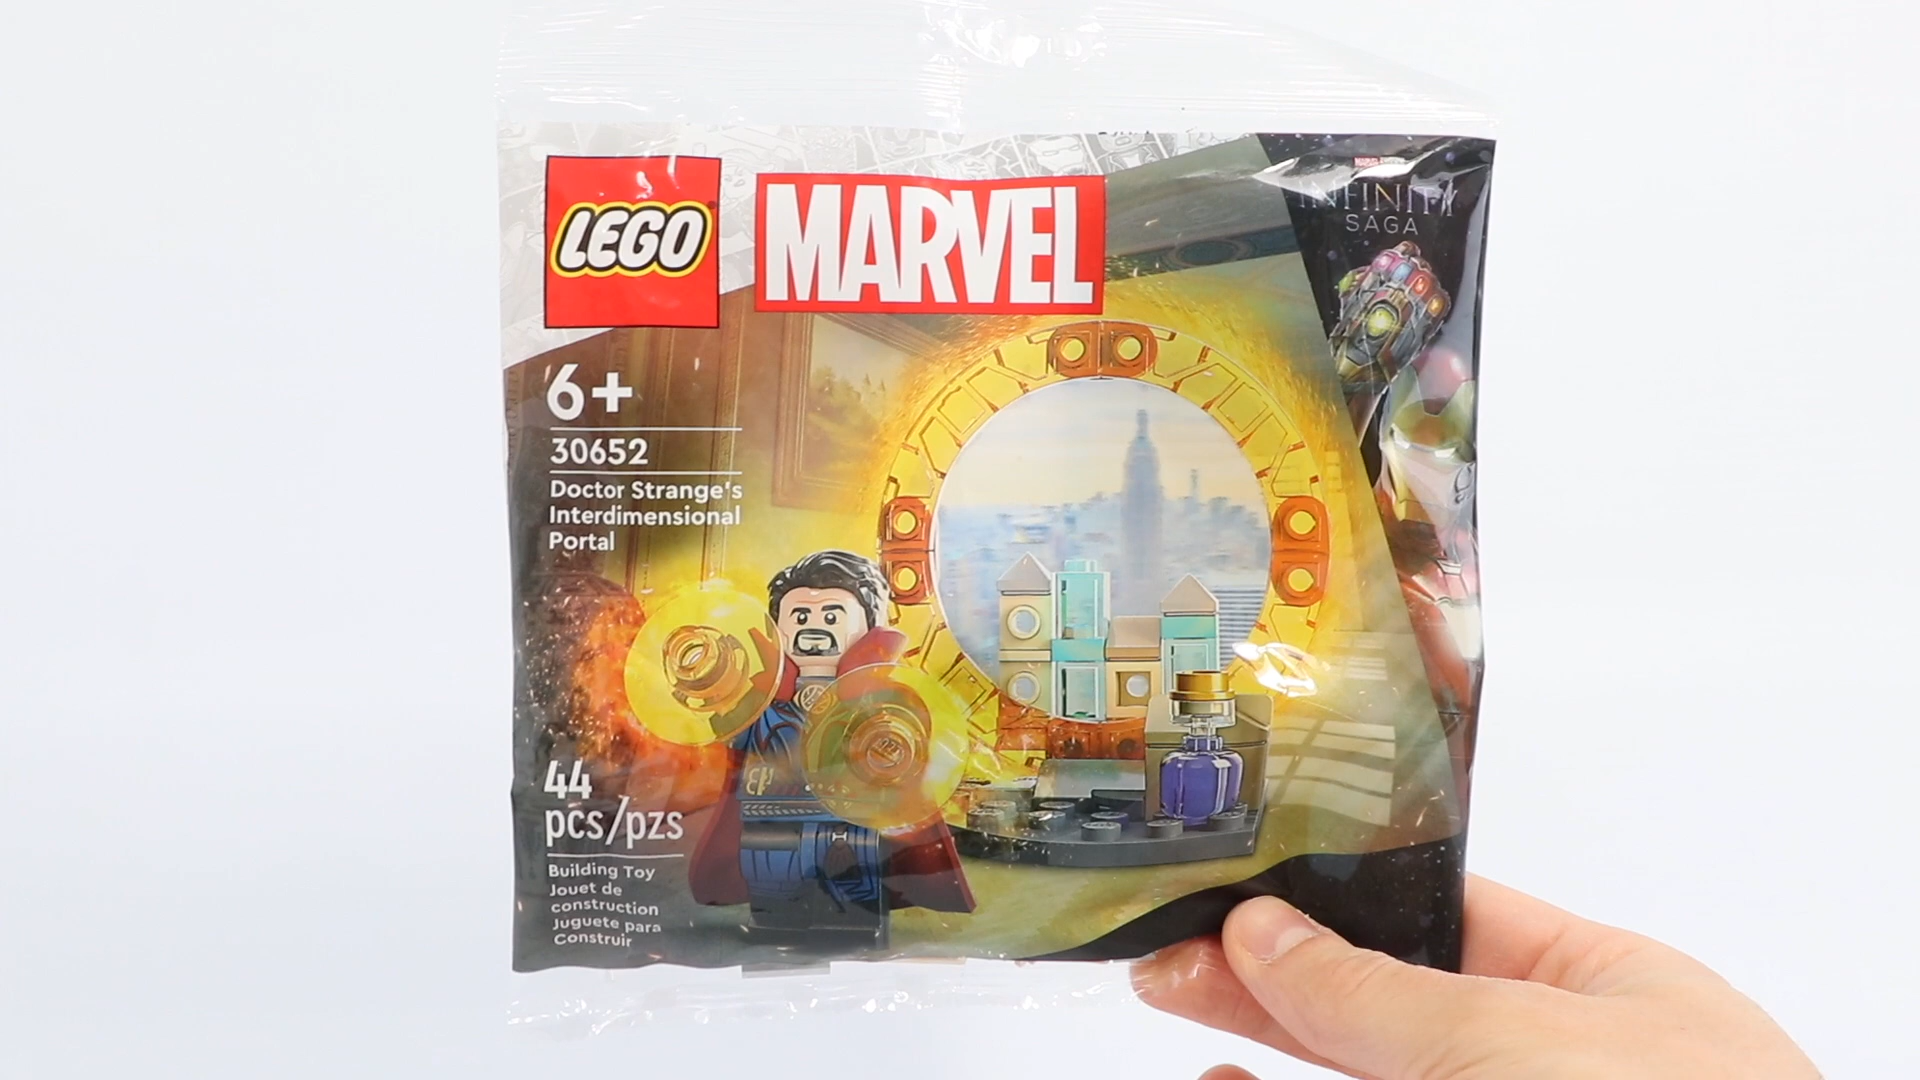 LEGO
MARVEL
INFINITY
SAGA
6+
30652
Doctor Strange's
Interdimensional
Portal
44
pcs/pzs
Building Toy
Jouet de
construction
Juguete para
Construir